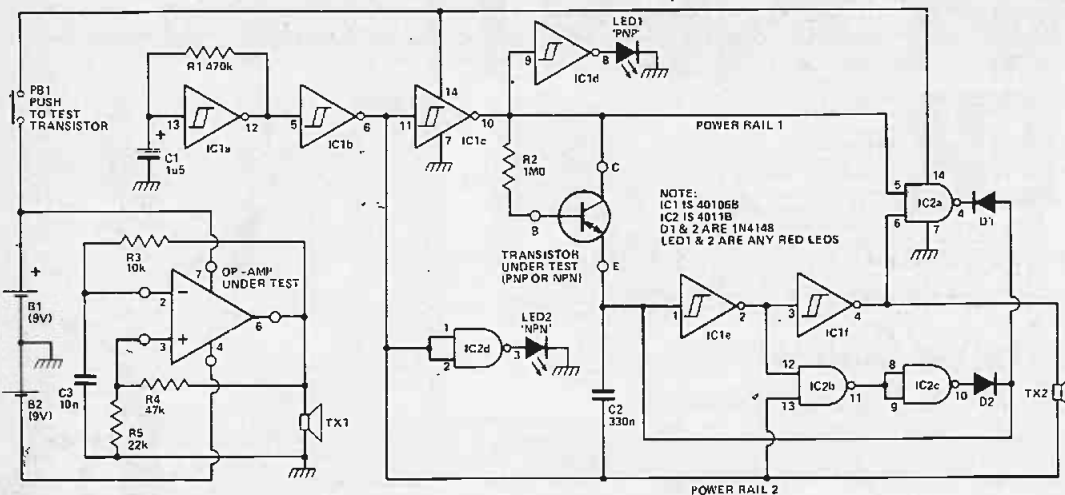 PB1
PUSH
TO TEST
TRANSISTOR
R1 470k
13
12
IC1a
+
C1
1u5
5
6
IC1b
14
11
10
7
IC1c
9
8
IC1d
LED1
'PNP'
POWER RAIL 1
R2
1M0
C
B
E
TRANSISTOR
UNDER TEST
(PNP OR NPN)
NOTE:
IC1 IS 40106B
IC2 IS 4011B
D1 & 2 ARE 1N4148
LED1 & 2 ARE ANY RED LEDS
5
14
IC2a
4
6
7
D1
R3
10k
OP-AMP
UNDER TEST
7
2
−
6
3
+
4
+
B1
(9V)
B2
(9V)
C3
10n
R4
47k
R5
22k
TX1
1
2
IC2d
3
LED2
'NPN'
1
2
IC1e
3
4
IC1f
C2
330n
12
IC2b
13
11
8
IC2c
9
10
D2
TX2
POWER RAIL 2